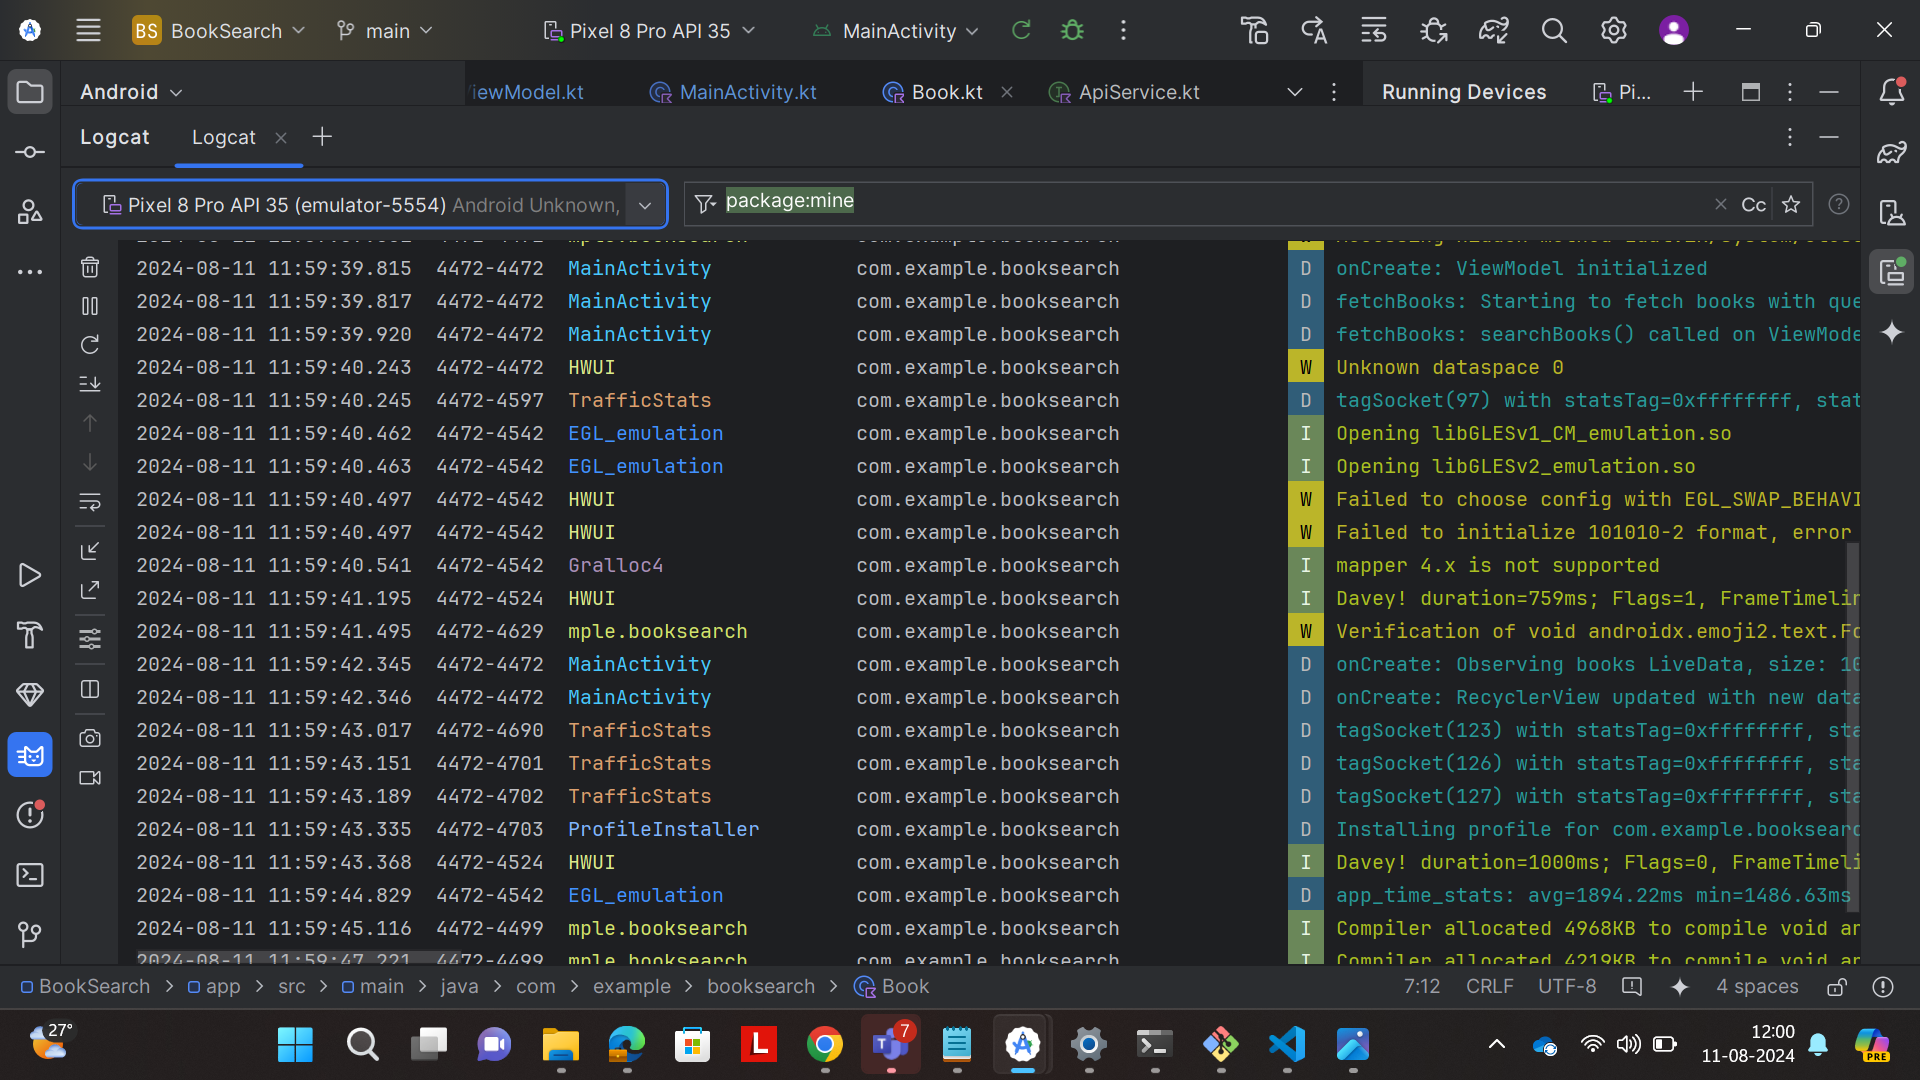 BS BookSearch main Pixel 8 Pro API 35 MainActivity
Android iewModel.kt MainActivity.kt Book.kt ApiService.kt Running Devices Pi...
Logcat Logcat
Pixel 8 Pro API 35 (emulator-5554) Android Unknown, package:mine Cc
2024-08-11 11:59:39.815 4472-4472 MainActivity com.example.booksearch D onCreate: ViewModel initialized
2024-08-11 11:59:39.817 4472-4472 MainActivity com.example.booksearch D fetchBooks: Starting to fetch books with que
2024-08-11 11:59:39.920 4472-4472 MainActivity com.example.booksearch D fetchBooks: searchBooks() called on ViewMode
2024-08-11 11:59:40.243 4472-4472 HWUI com.example.booksearch W Unknown dataspace 0
2024-08-11 11:59:40.245 4472-4597 TrafficStats com.example.booksearch D tagSocket(97) with statsTag=0xffffffff, stat
2024-08-11 11:59:40.462 4472-4542 EGL_emulation com.example.booksearch I Opening libGLESv1_CM_emulation.so
2024-08-11 11:59:40.463 4472-4542 EGL_emulation com.example.booksearch I Opening libGLESv2_emulation.so
2024-08-11 11:59:40.497 4472-4542 HWUI com.example.booksearch W Failed to choose config with EGL_SWAP_BEHAVI
2024-08-11 11:59:40.497 4472-4542 HWUI com.example.booksearch W Failed to initialize 101010-2 format, error
2024-08-11 11:59:40.541 4472-4542 Gralloc4 com.example.booksearch I mapper 4.x is not supported
2024-08-11 11:59:41.195 4472-4524 HWUI com.example.booksearch I Davey! duration=759ms; Flags=1, FrameTimelin
2024-08-11 11:59:41.495 4472-4629 mple.booksearch com.example.booksearch W Verification of void androidx.emoji2.text.Fo
2024-08-11 11:59:42.345 4472-4472 MainActivity com.example.booksearch D onCreate: Observing books LiveData, size: 10
2024-08-11 11:59:42.346 4472-4472 MainActivity com.example.booksearch D onCreate: RecyclerView updated with new data
2024-08-11 11:59:43.017 4472-4690 TrafficStats com.example.booksearch D tagSocket(123) with statsTag=0xffffffff, sta
2024-08-11 11:59:43.151 4472-4701 TrafficStats com.example.booksearch D tagSocket(126) with statsTag=0xffffffff, sta
2024-08-11 11:59:43.189 4472-4702 TrafficStats com.example.booksearch D tagSocket(127) with statsTag=0xffffffff, sta
2024-08-11 11:59:43.335 4472-4703 ProfileInstaller com.example.booksearch D Installing profile for com.example.booksearc
2024-08-11 11:59:43.368 4472-4524 HWUI com.example.booksearch I Davey! duration=1000ms; Flags=0, FrameTimeli
2024-08-11 11:59:44.829 4472-4542 EGL_emulation com.example.booksearch D app_time_stats: avg=1894.22ms min=1486.63ms
2024-08-11 11:59:45.116 4472-4499 mple.booksearch com.example.booksearch I Compiler allocated 4968KB to compile void an
2024-08-11 11:59:47.221 4472-4499 mple.booksearch com.example.booksearch I Compiler allocated 4219KB to compile void an
BookSearch > app > src > main > java > com > example > booksearch > Book 7:12 CRLF UTF-8 4 spaces
27° L T 7 12:00
11-08-2024 PRE